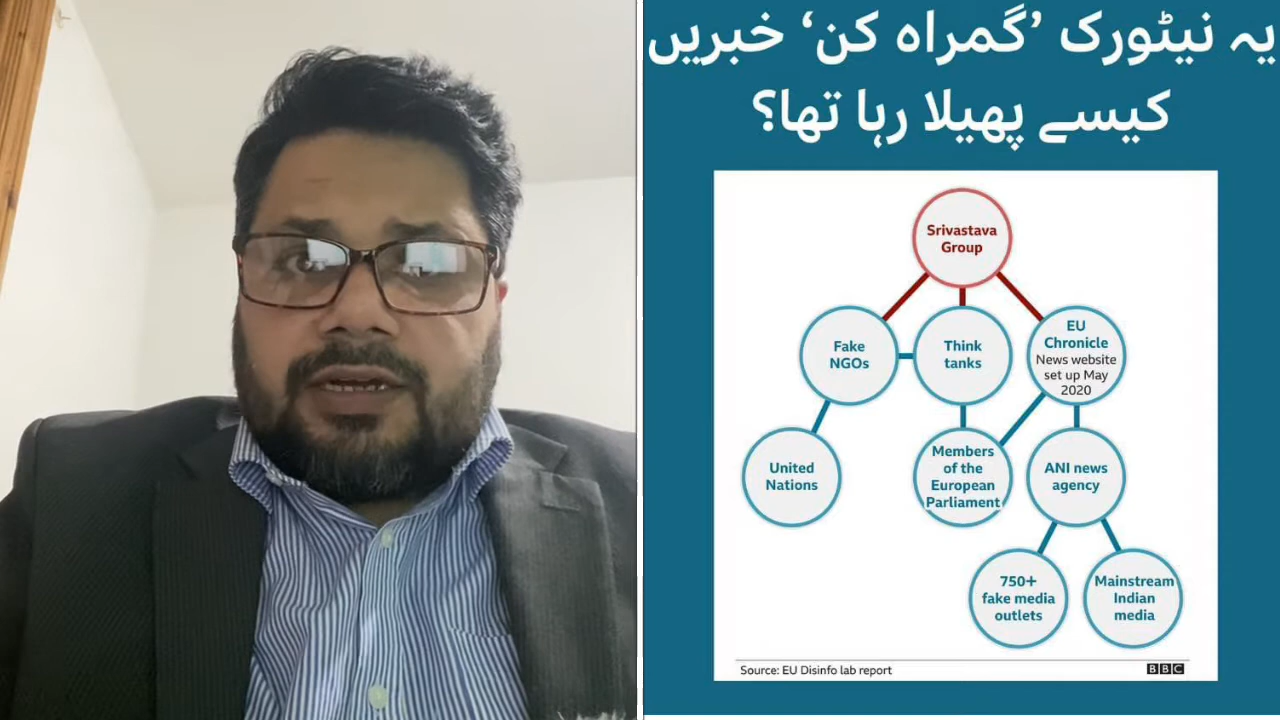 یہ نیٹورک ’گمراہ کن‘ خبریں
کیسے پھیلا رہا تھا؟
Srivastava
Group
Fake
NGOs
Think
tanks
EU
Chronicle
News website
set up May
2020
United
Nations
Members
of the
European
Parliament
ANI news
agency
750+
fake media
outlets
Mainstream
Indian
media
Source: EU Disinfo lab report
BBC